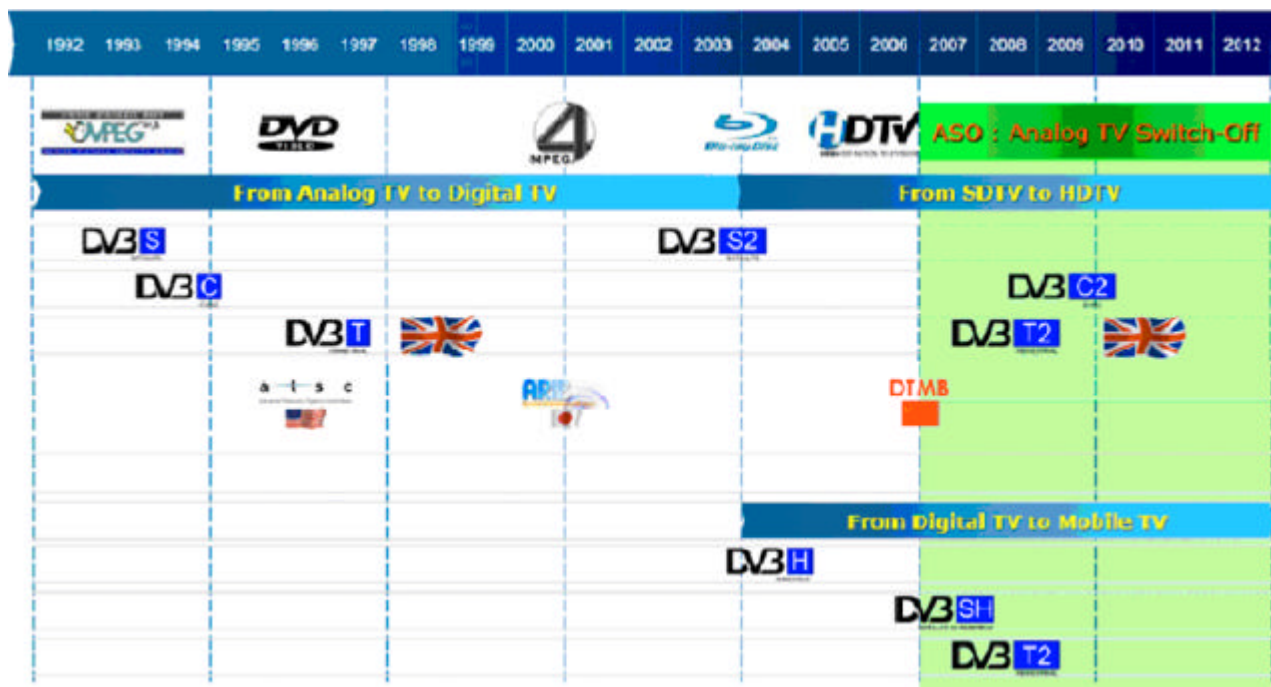 1992 1993 1994 1995 1996 1997 1998 1999 2000 2001 2002 2003 2004 2005 2006 2007 2008 2009 2010 2011 2012
MPEG DVD VIDEO 4 MPEG Blu-ray Disc HDTV ASO : Analog TV Switch-Off
From Analog TV to Digital TV From SDTV to HDTV
DVB S DVB S2
DVB C DVB C2
DVB T DVB T2
atsc ARIB DTMB
From Digital TV to Mobile TV
DVB H
DVB SH
DVB T2